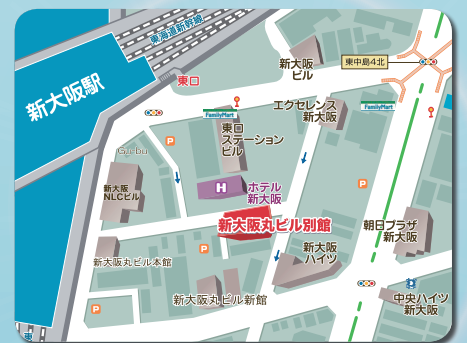 東海道新幹線
新大阪駅
東口
新大阪
ビル
東中島4北
エクセレンス
新大阪
FamilyMart
FamilyMart
東口
ステーション
ビル
P
Gu-bu
新大阪
NLCビル
H
ホテル
新大阪
P
新大阪丸ビル別館
朝日プラザ
新大阪
新大阪丸ビル本館
P
新大阪
ハイツ
新大阪丸ビル新館
中央ハイツ
新大阪
P
東